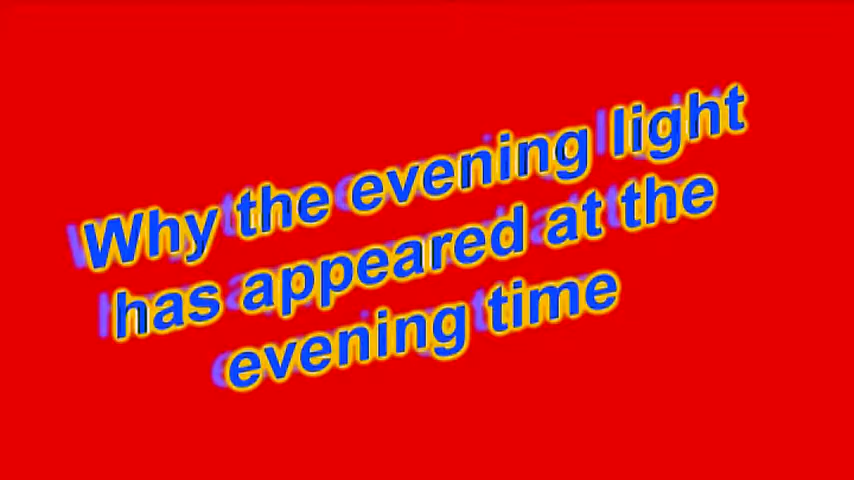 Why the evening light
has appeared at the
evening time